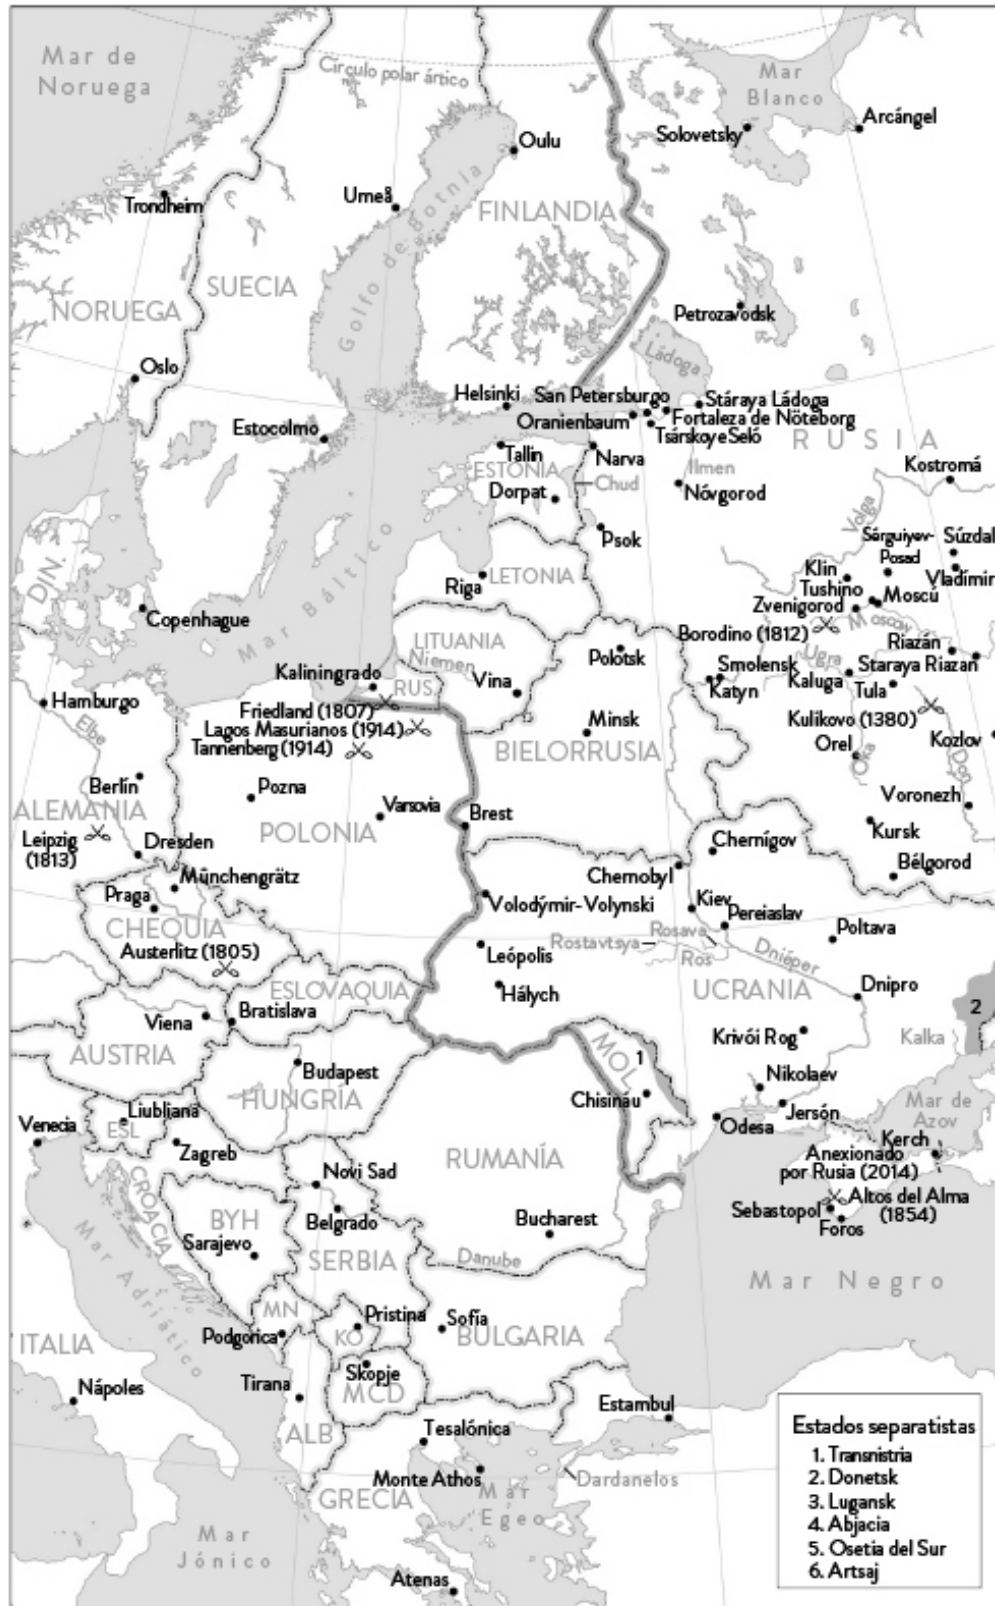 Mar de
Noruega
Círculo polar ártico
Mar
Blanco
Solovetsky
Arcángel
Oulu
Trondheim
Umeå
FINLANDIA
Golfo de Botnia
SUECIA
NORUEGA
Petrozavodsk
Ládoga
Oslo
Helsinki
San Petersburgo
Stáraya Ládoga
Oranienbaum
Fortaleza de Nöteborg
Estocolmo
Tsárskoye Seló
RUSIA
Tallin
Narva
ESTONIA
Ilmen
Kostromá
Dorpat
Chud
Nóvgorod
Volga
Psok
Sérguiyev-
Posad
Súzdal
DIN.
Mar Báltico
Riga
LETONIA
Klin
Vladímir
Tushino
Moscú
Copenhague
Zvenigorod
Moscova
LITUANIA
Borodino (1812)
Riazán
Niemen
Polotsk
Ugra
Kaliningrado
RUS.
Vina
Smolensk
Staraya Riazan
Katyn
Kaluga
Tula
Hamburgo
Friedland (1807)
Elbe
Lagos Masurianos (1914)
Minsk
Kulikovo (1380)
Tannenberg (1914)
BIELORRUSIA
Orel
Oka
Kozlov
Don
Berlín
Pozna
ALEMANIA
Varsovia
Brest
Voronezh
Leipzig
(1813)
POLONIA
Kursk
Dresden
Chernígov
Münchengrätz
Chernobyl
Bélgorod
Praga
Volodýmir-Volynski
Kiev
CHEQUIA
Pereiaslav
Austerlitz (1805)
Rosava
Rostavtsya
Poltava
Leópolis
Ros
Dniéper
ESLOVAQUIA
Hálych
UCRANIA
Dnipro
Viena
Bratislava
2
AUSTRIA
Krivói Rog
Kalka
Budapest
MOL.
1
HUNGRÍA
Nikolaev
Chisináu
Mar de
Azov
Liubliana
Jersón
Venecia
ESL
Odesa
Kerch
Zagreb
RUMANÍA
Anexionado
por Rusia (2014)
CROACIA
Novi Sad
Altos del Alma
(1854)
BYH
Belgrado
Sebastopol
Foros
Sarajevo
Bucharest
SERBIA
Danube
Mar Negro
Mar Adriático
MN
Pristina
Sofía
ITALIA
Podgorica
KO
BULGARIA
Skopje
Nápoles
Tirana
MCD
Estambul
ALB
Tesalónica
Monte Athos
Dardanelos
GRECIA
Mar
Egeo
Mar
Jónico
Atenas
Estados separatistas
1. Transnistria
2. Donetsk
3. Lugansk
4. Abjacia
5. Osetia del Sur
6. Artsaj